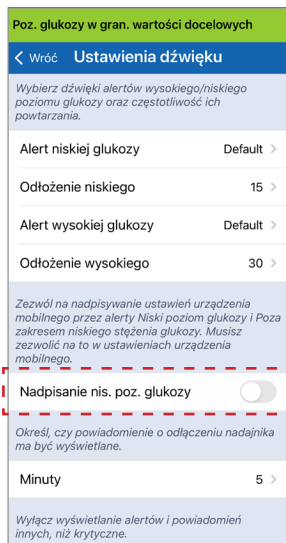 Poz. glukozy w gran. wartości docelowych
Wróć Ustawienia dźwięku
Wybierz dźwięki alertów wysokiego/niskiego
poziomu glukozy oraz częstotliwość ich
powtarzania.
Alert niskiej glukozy Default
Odłożenie niskiego 15
Alert wysokiej glukozy Default
Odłożenie wysokiego 30
Zezwól na nadpisywanie ustawień urządzenia
mobilnego przez alerty Niski poziom glukozy i Poza
zakresem niskiego stężenia glukozy. Musisz
zezwolić na to w ustawieniach urządzenia
mobilnego.
Nadpisanie nis. poz. glukozy
Określ, czy powiadomienie o odłączeniu nadajnika
ma być wyświetlane.
Minuty 5
Wyłącz wyświetlanie alertów i powiadomień
innych, niż krytyczne.